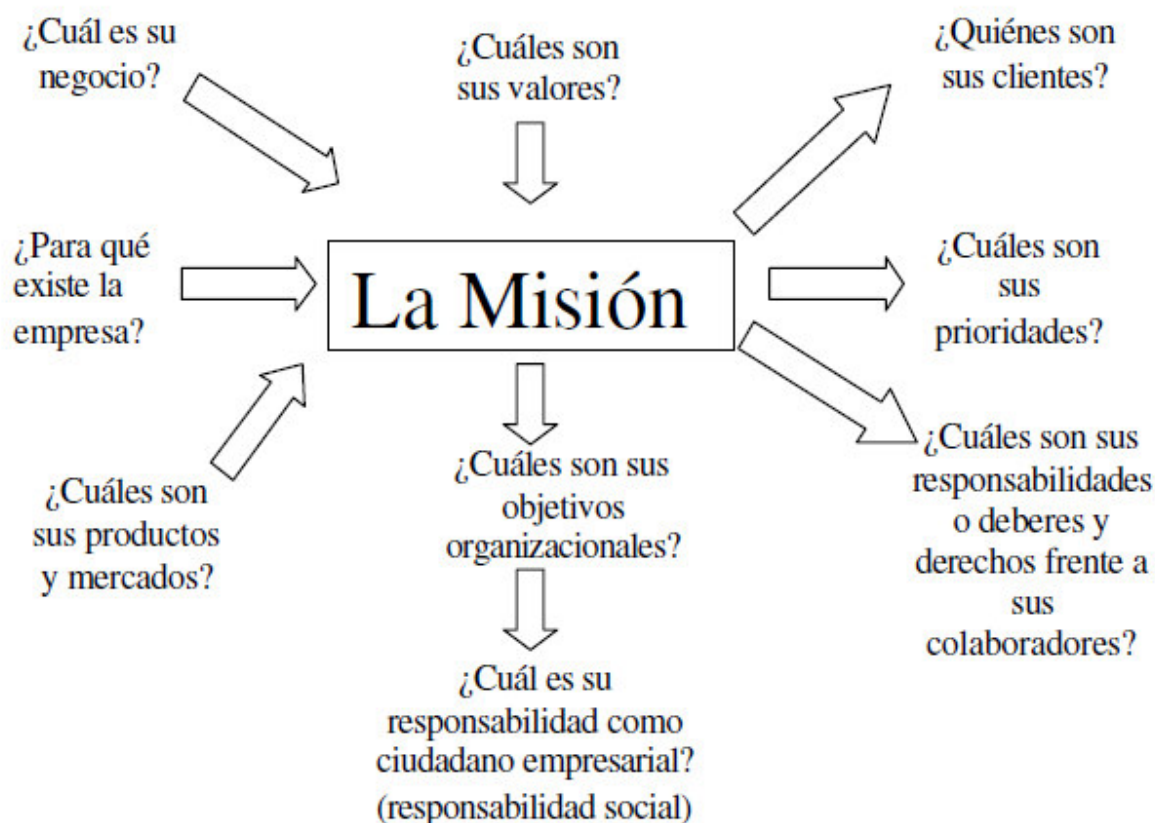 ¿Cuál es su
negocio?
¿Cuáles son
sus valores?
¿Quiénes son
sus clientes?
¿Para qué
existe la
empresa?
La Misión
¿Cuáles son
sus
prioridades?
¿Cuáles son
sus productos
y mercados?
¿Cuáles son sus
objetivos
organizacionales?
¿Cuáles son sus
responsabilidades
o deberes y
derechos frente a
sus
colaboradores?
¿Cuál es su
responsabilidad como
ciudadano empresarial?
(responsabilidad social)